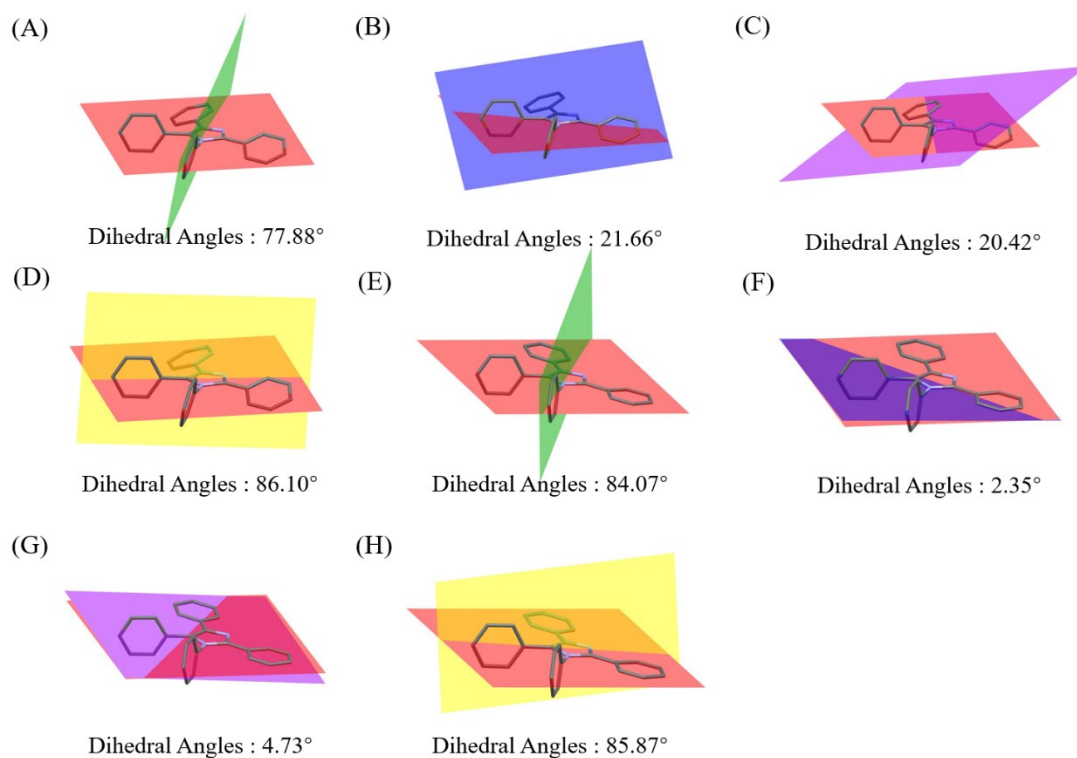 (A)
(B)
(C)
Dihedral Angles : 77.88°
Dihedral Angles : 21.66°
Dihedral Angles : 20.42°
(D)
(E)
(F)
Dihedral Angles : 86.10°
Dihedral Angles : 84.07°
Dihedral Angles : 2.35°
(G)
(H)
Dihedral Angles : 4.73°
Dihedral Angles : 85.87°